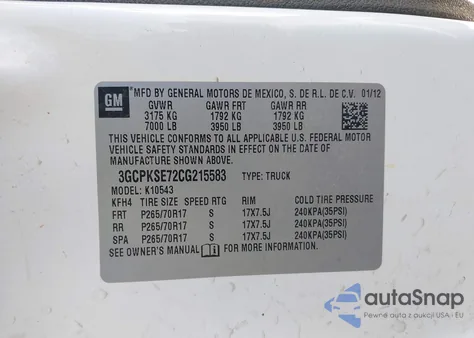 GM
MFD BY GENERAL MOTORS DE MEXICO, S. DE R.L. DE C.V. 01/12
GVWR GAWR FRT GAWR RR
3175 KG 1792 KG 1792 KG
7000 LB 3950 LB 3950 LB
THIS VEHICLE CONFORMS TO ALL APPLICABLE U.S. FEDERAL MOTOR
VEHICLE SAFETY STANDARDS IN EFFECT ON THE DATE OF MANUFACTURE
SHOWN ABOVE.
3GCPKSE72CG215583 TYPE: TRUCK
MODEL: K10543
KFH4 TIRE SIZE SPEED RTG RIM COLD TIRE PRESSURE
FRT P265/70R17 S 17X7.5J 240KPA(35PSI)
RR P265/70R17 S 17X7.5J 240KPA(35PSI)
SPA P265/70R17 S 17X7.5J 240KPA(35PSI)
SEE OWNER'S MANUAL FOR MORE INFORMATION.
autoSnap
Pewne auta z aukcji USA i EU